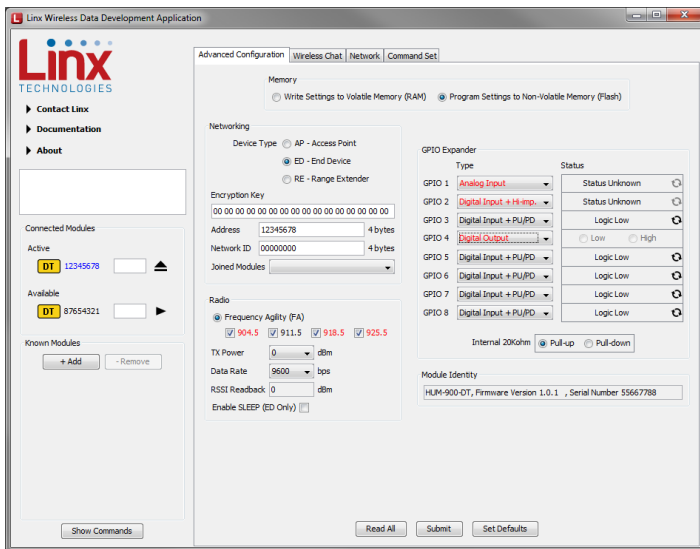 Linx Wireless Data Development Application
Linx
TECHNOLOGIES
Contact Linx
Documentation
About
Connected Modules
Active
DT 12345678
Available
DT 87654321
Known Modules
+ Add - Remove
Show Commands
Advanced Configuration Wireless Chat Network Command Set
Memory
Write Settings to Volatile Memory (RAM) Program Settings to Non-Volatile Memory (Flash)
Networking
Device Type AP - Access Point
ED - End Device
RE - Range Extender
Encryption Key
00 00 00 00 00 00 00 00 00 00 00 00 00 00 00 00
Address 12345678 4 bytes
Network ID 00000000 4 bytes
Joined Modules
Radio
Frequency Agility (FA)
904.5 911.5 918.5 925.5
TX Power 0 dBm
Data Rate 9600 bps
RSSI Readback 0 dBm
Enable SLEEP (ED Only)
GPIO Expander
Type Status
GPIO 1 Analog Input Status Unknown
GPIO 2 Digital Input + Hi-imp. Status Unknown
GPIO 3 Digital Input + PU/PD Logic Low
GPIO 4 Digital Output Low High
GPIO 5 Digital Input + PU/PD Logic Low
GPIO 6 Digital Input + PU/PD Logic Low
GPIO 7 Digital Input + PU/PD Logic Low
GPIO 8 Digital Input + PU/PD Logic Low
Internal 20Kohm Pull-up Pull-down
Module Identity
HUM-900-DT, Firmware Version 1.0.1 , Serial Number 55667788
Read All Submit Set Defaults